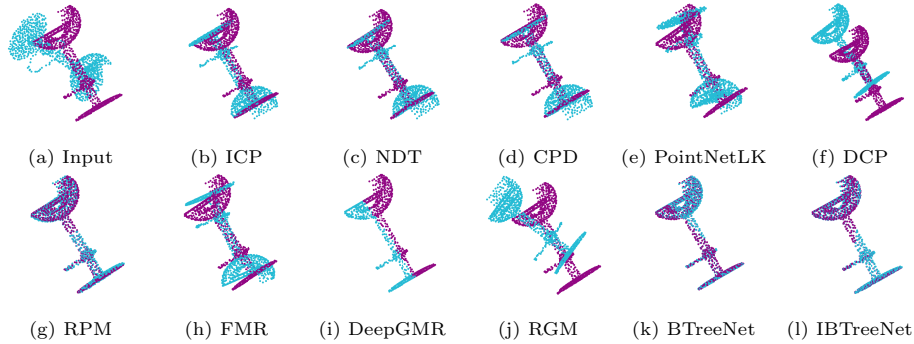 (a) Input (b) ICP (c) NDT (d) CPD (e) PointNetLK (f) DCP
(g) RPM (h) FMR (i) DeepGMR (j) RGM (k) BTreeNet (l) IBTreeNet